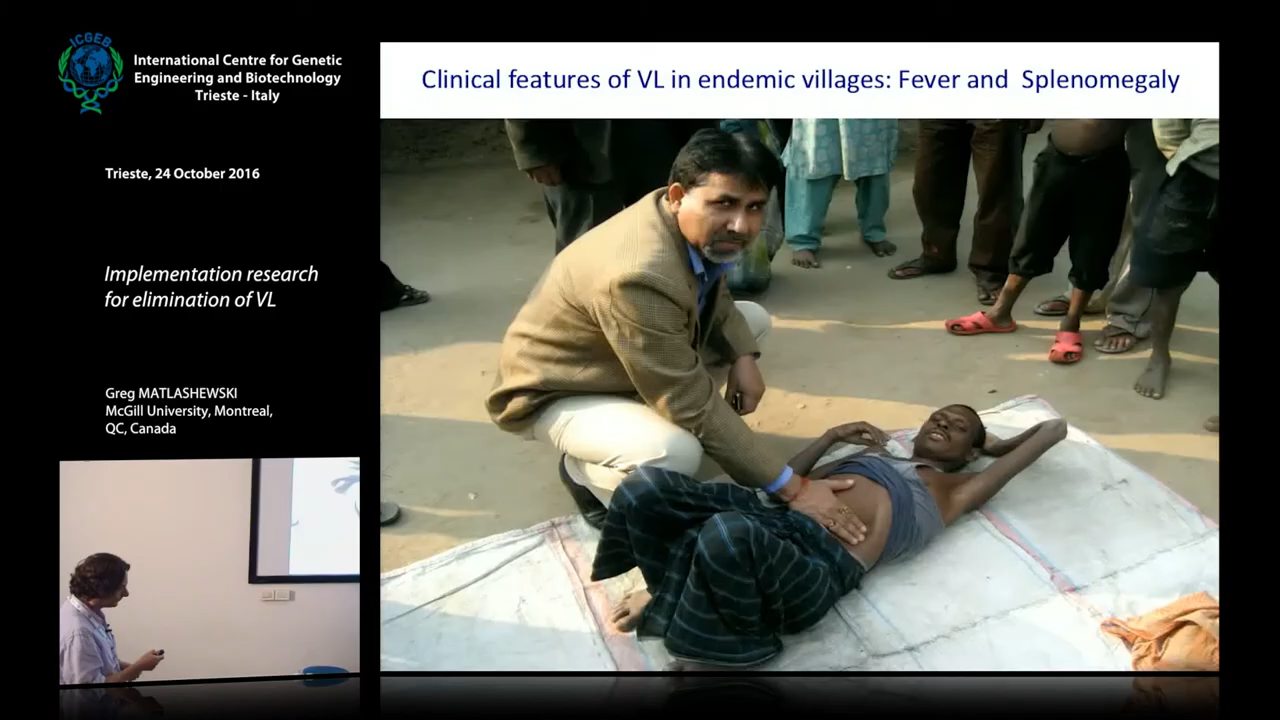 ICGEB
International Centre for Genetic
Engineering and Biotechnology
Trieste - Italy
Trieste, 24 October 2016
Implementation research
for elimination of VL
Greg MATLASHEWSKI
McGill University, Montreal,
QC, Canada
Clinical features of VL in endemic villages: Fever and Splenomegaly